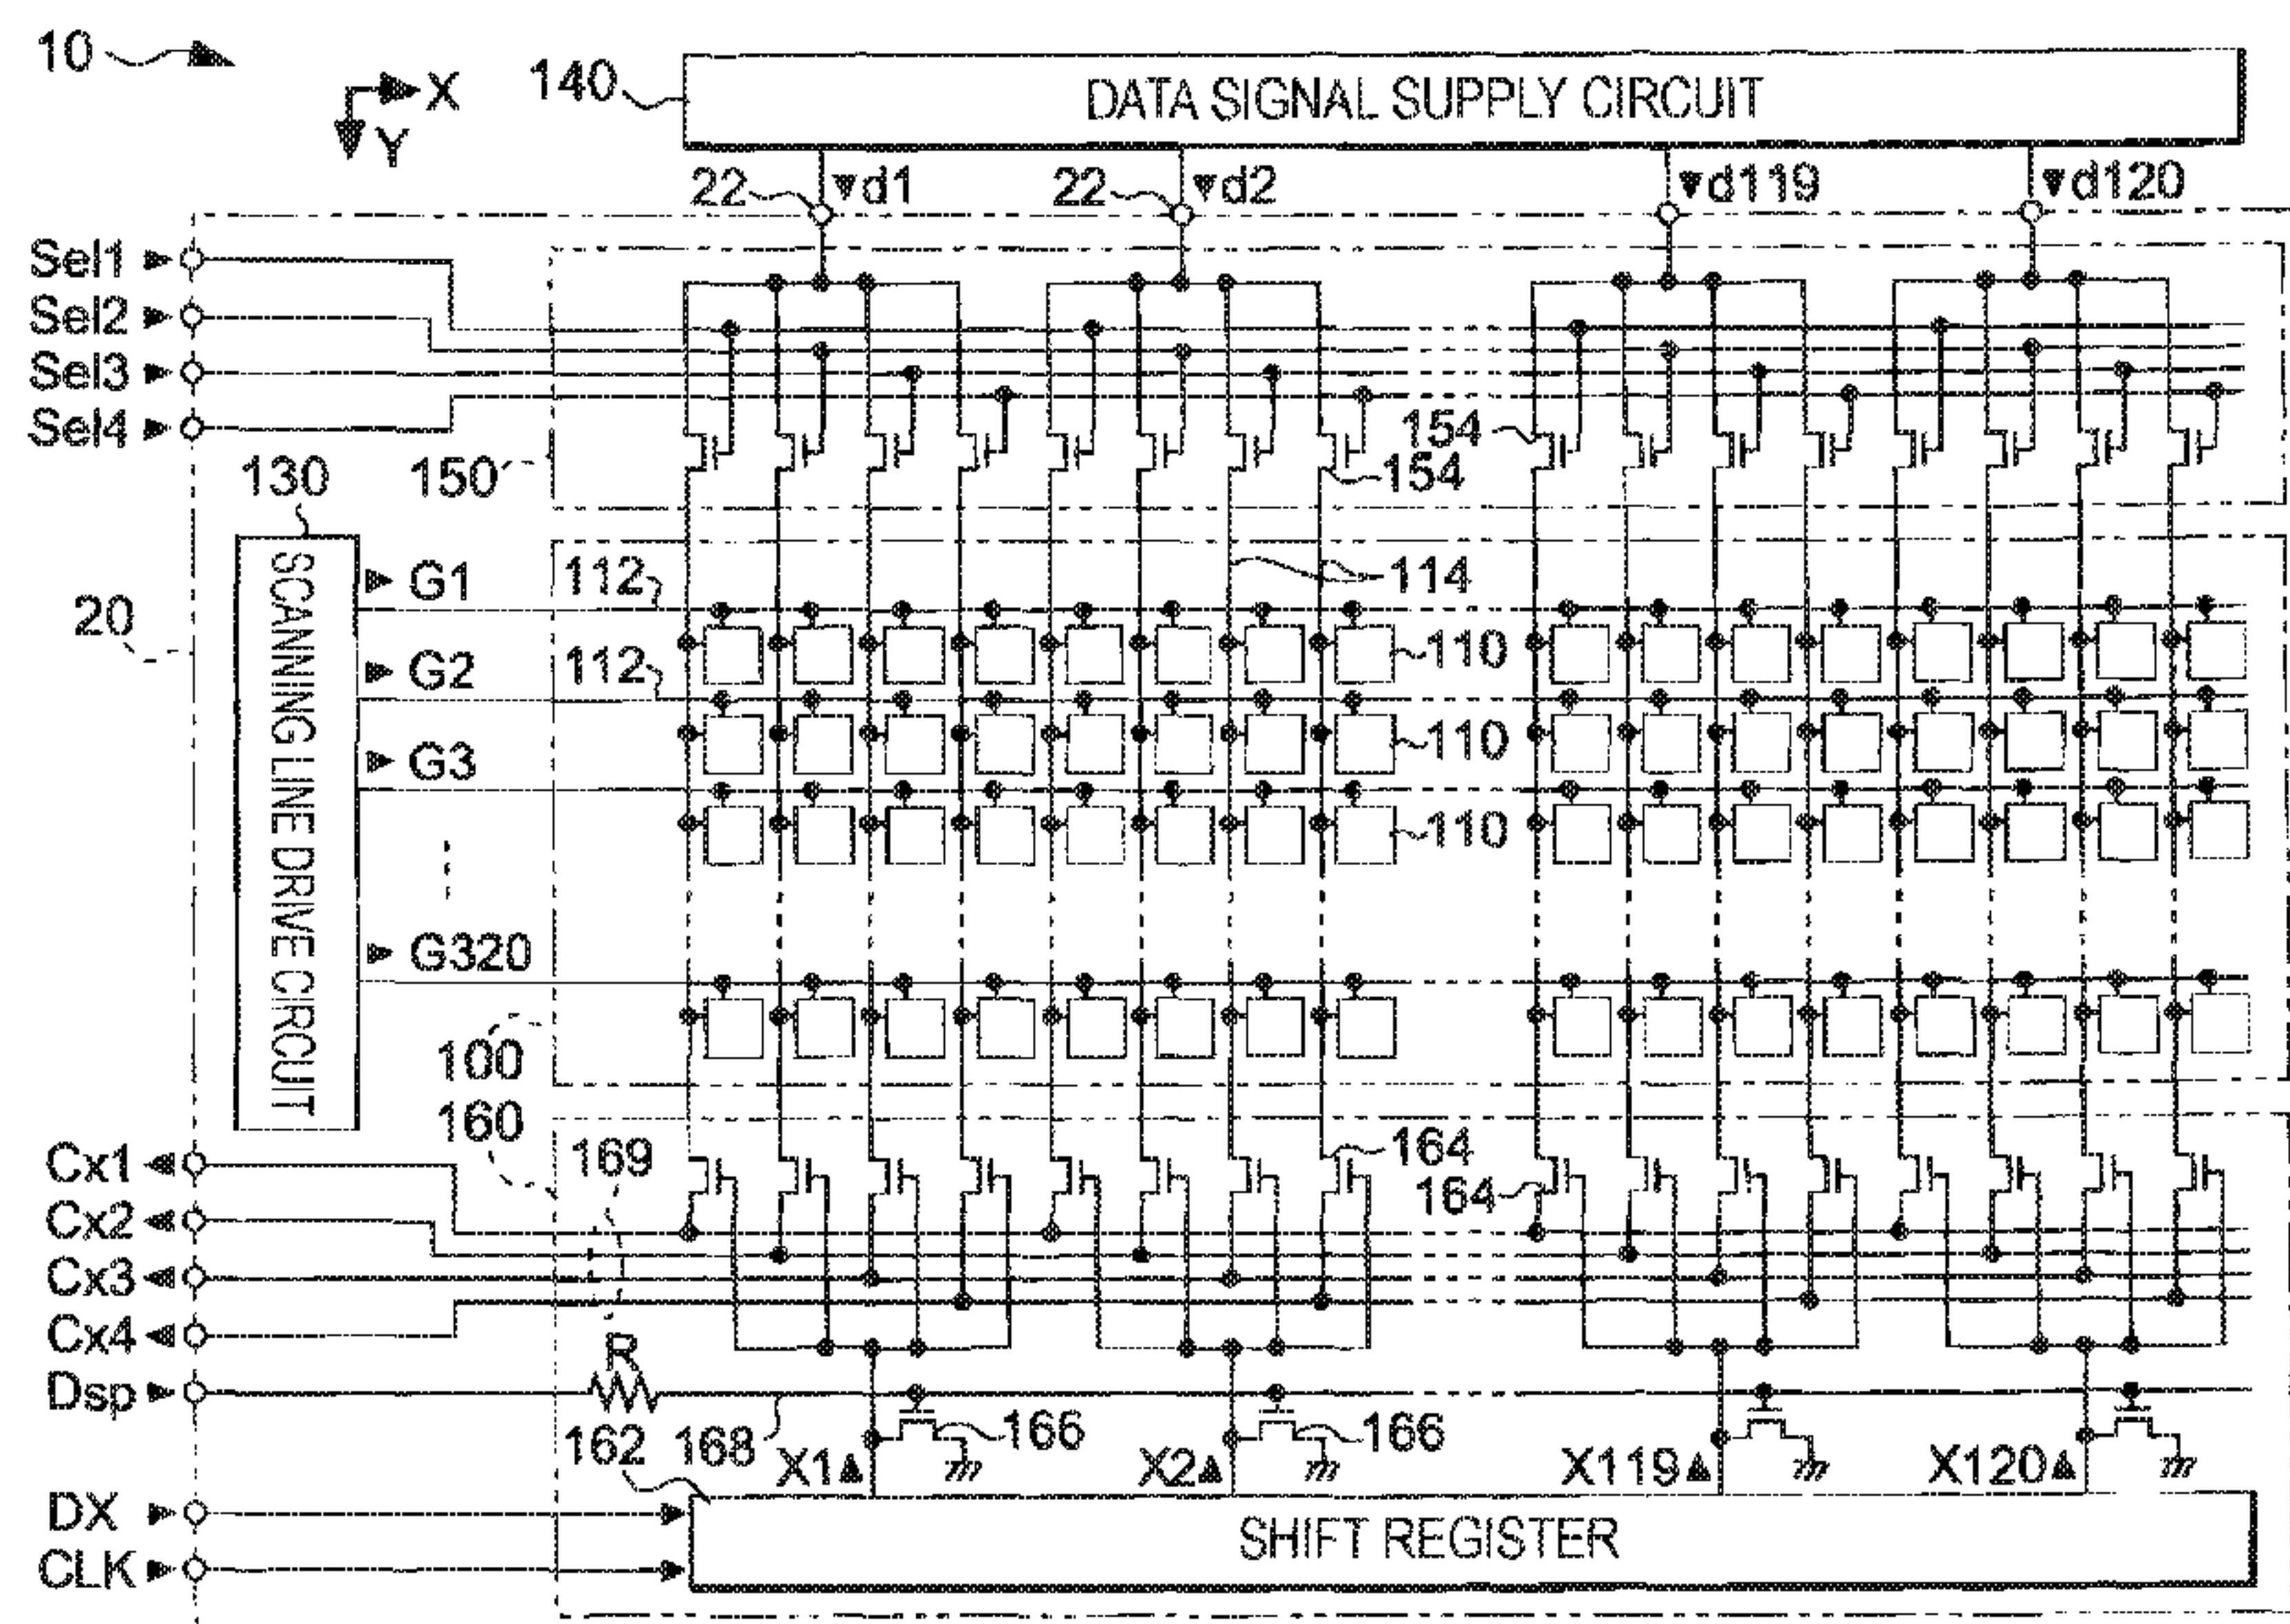 10
X
Y
140
DATA SIGNAL SUPPLY CIRCUIT
22
d1
22
d2
d119
d120
Sel1
Sel2
Sel3
Sel4
154
154
150
130
SCANNING LINE DRIVE CIRCUIT
20
G1
112
114
110
G2
112
110
G3
110
G320
100
160
169
164
164
Cx1
Cx2
Cx3
Cx4
R
Dsp
162
168
166
166
X1
X2
X119
X120
DX
CLK
SHIFT REGISTER